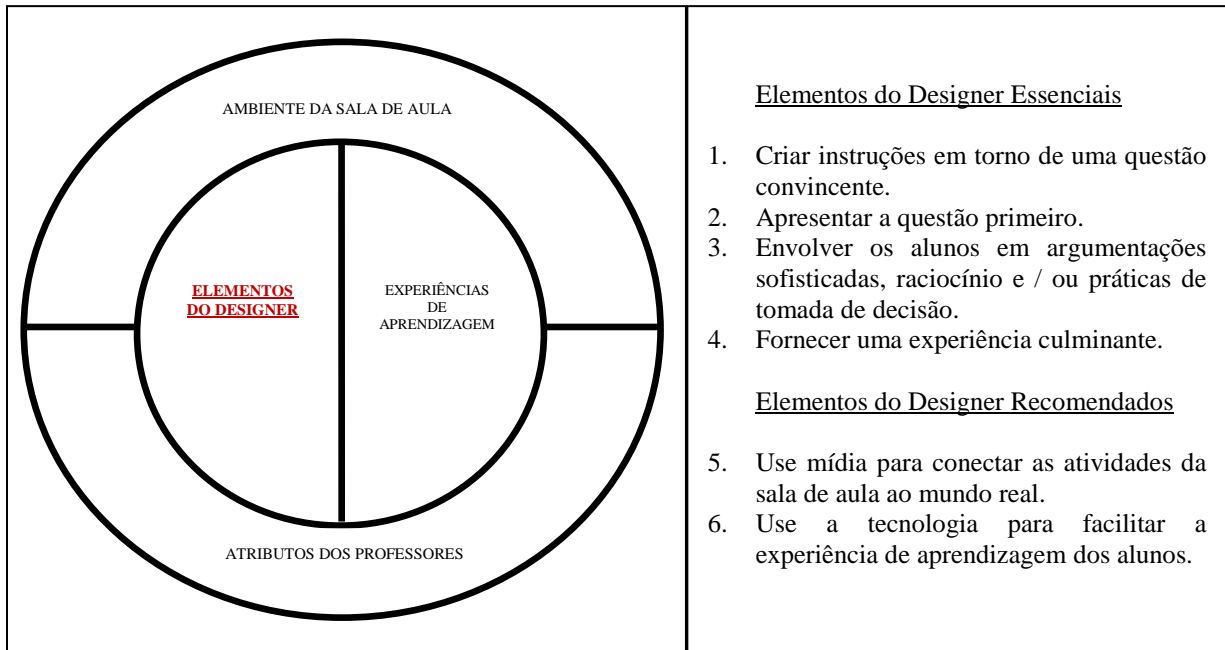 AMBIENTE DA SALA DE AULA
ELEMENTOS
DO DESIGNER
EXPERIÊNCIAS
DE
APRENDIZAGEM
ATRIBUTOS DOS PROFESSORES
Elementos do Designer Essenciais
1. Criar instruções em torno de uma questão
convincente.
2. Apresentar a questão primeiro.
3. Envolver os alunos em argumentações
sofisticadas, raciocínio e / ou práticas de
tomada de decisão.
4. Fornecer uma experiência culminante.
Elementos do Designer Recomendados
5. Use mídia para conectar as atividades da
sala de aula ao mundo real.
6. Use a tecnologia para facilitar a
experiência de aprendizagem dos alunos.